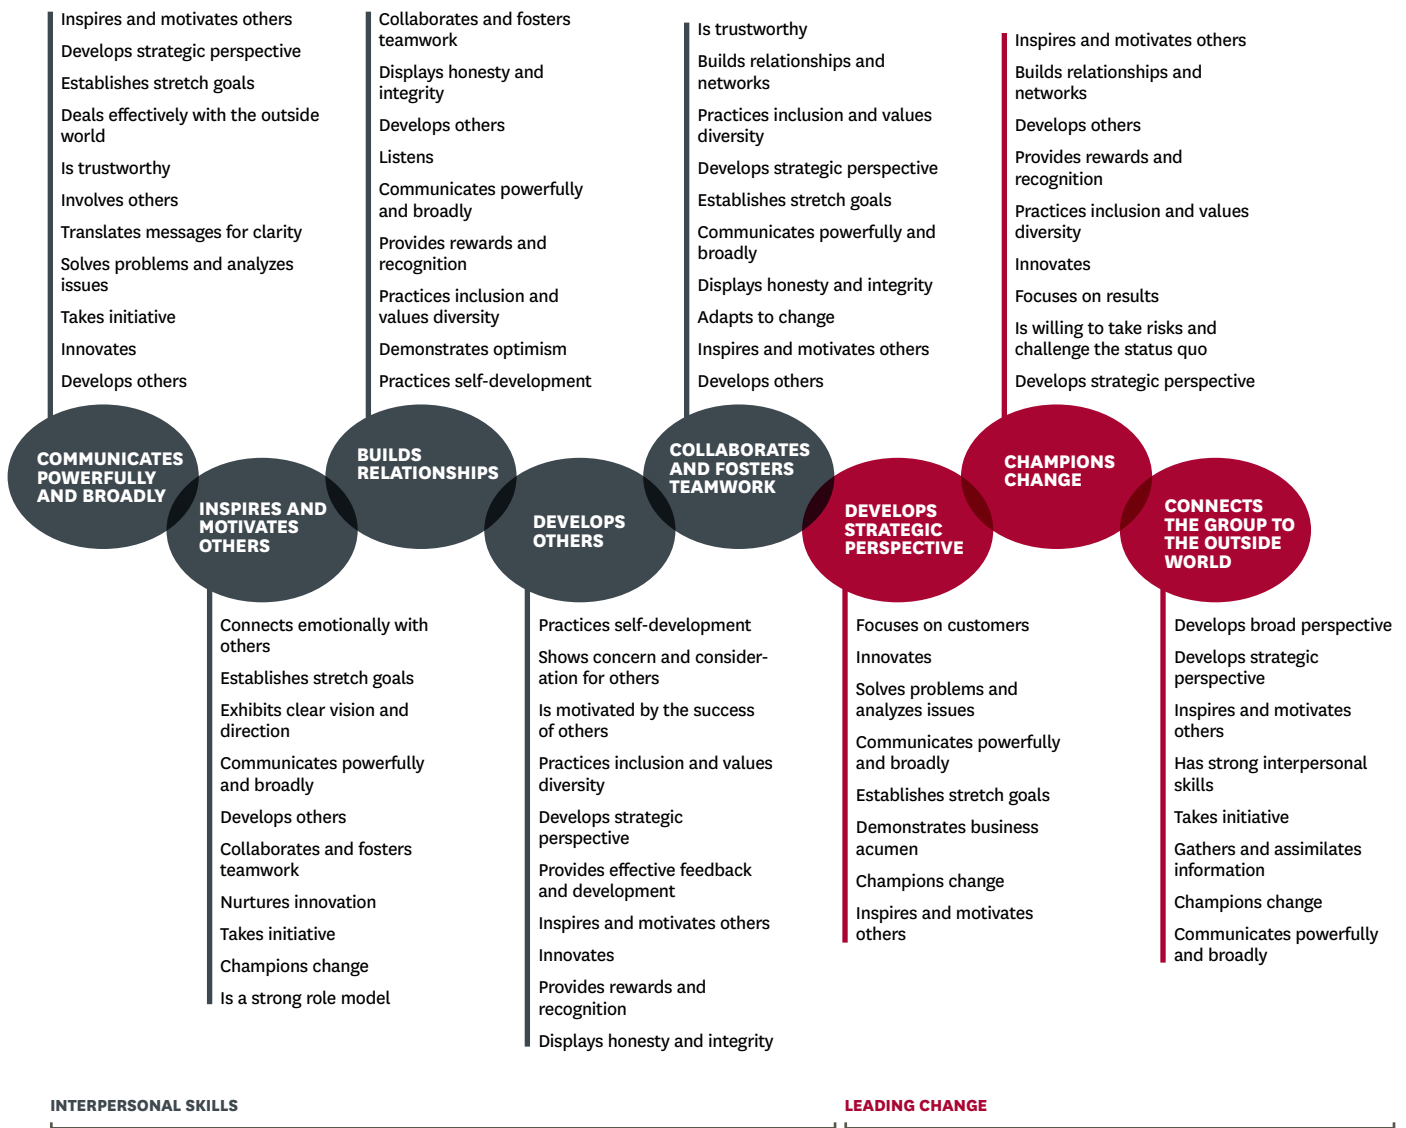 Inspires and motivates others
Develops strategic perspective
Establishes stretch goals
Deals effectively with the outside
world
Is trustworthy
Involves others
Translates messages for clarity
Solves problems and analyzes
issues
Takes initiative
Innovates
Develops others
COMMUNICATES
POWERFULLY
AND BROADLY
INSPIRES AND
MOTIVATES
OTHERS
Connects emotionally with
others
Establishes stretch goals
Exhibits clear vision and
direction
Communicates powerfully
and broadly
Develops others
Collaborates and fosters
teamwork
Nurtures innovation
Takes initiative
Champions change
Is a strong role model
Collaborates and fosters
teamwork
Displays honesty and
integrity
Develops others
Listens
Communicates powerfully
and broadly
Provides rewards and
recognition
Practices inclusion and
values diversity
Demonstrates optimism
Practices self-development
BUILDS
RELATIONSHIPS
DEVELOPS
OTHERS
Practices self-development
Shows concern and consider-
ation for others
Is motivated by the success
of others
Practices inclusion and values
diversity
Develops strategic
perspective
Provides effective feedback
and development
Inspires and motivates others
Innovates
Provides rewards and
recognition
Displays honesty and integrity
Is trustworthy
Builds relationships and
networks
Practices inclusion and values
diversity
Develops strategic perspective
Establishes stretch goals
Communicates powerfully and
broadly
Displays honesty and integrity
Adapts to change
Inspires and motivates others
Develops others
COLLABORATES
AND FOSTERS
TEAMWORK
DEVELOPS
STRATEGIC
PERSPECTIVE
Focuses on customers
Innovates
Solves problems and
analyzes issues
Communicates powerfully
and broadly
Establishes stretch goals
Demonstrates business
acumen
Champions change
Inspires and motivates
others
Inspires and motivates others
Builds relationships and
networks
Develops others
Provides rewards and
recognition
Practices inclusion and values
diversity
Innovates
Focuses on results
Is willing to take risks and
challenge the status quo
Develops strategic perspective
CHAMPIONS
CHANGE
CONNECTS
THE GROUP TO
THE OUTSIDE
WORLD
Develops broad perspective
Develops strategic
perspective
Inspires and motivates
others
Has strong interpersonal
skills
Takes initiative
Gathers and assimilates
information
Champions change
Communicates powerfully
and broadly
INTERPERSONAL SKILLS
LEADING CHANGE